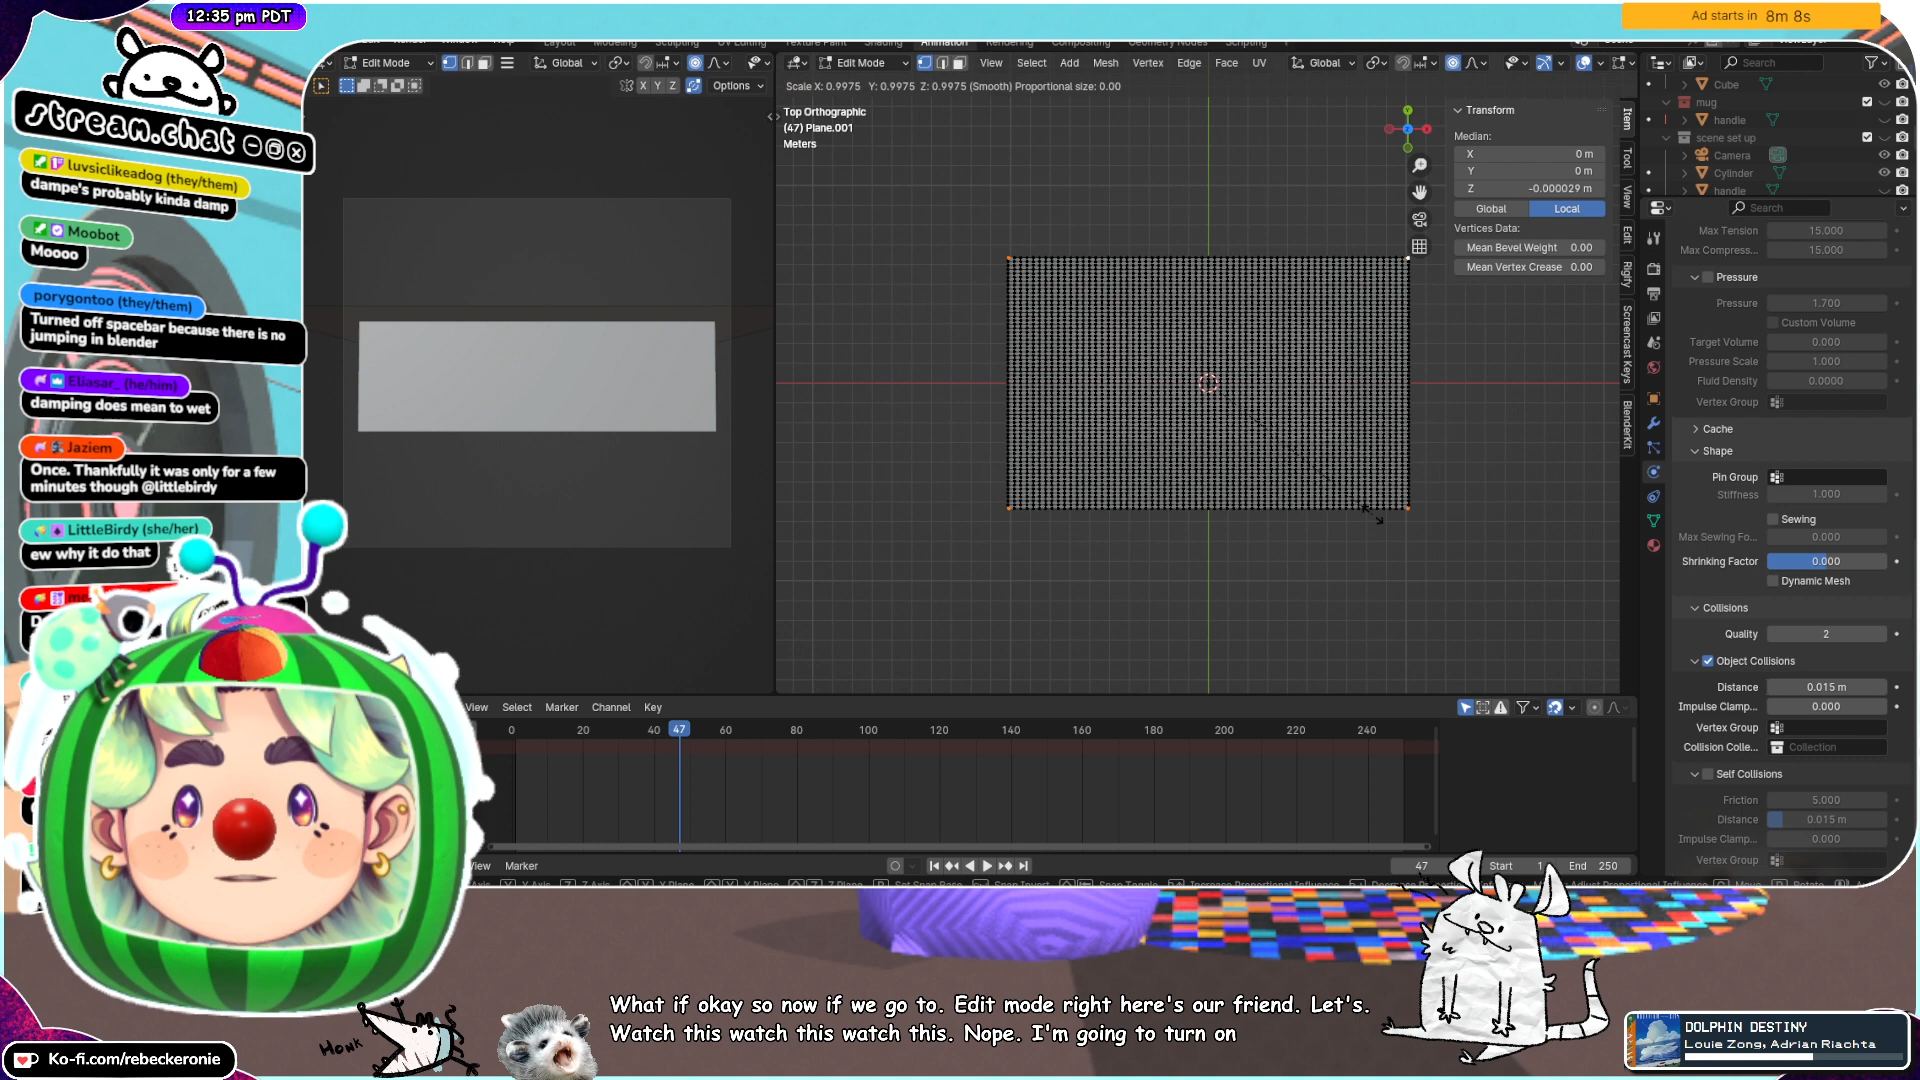 12:35 pm PDT
Ad starts in 8m 8s
stream.chat
luvsiclikeadog (they/them)
dampe's probably kinda damp
Moobot
Moooo
porygontoo (they/them)
Turned off spacebar because there is no
jumping in blender
Eliasar_ (he/him)
damping does mean to wet
Jaziem
Once. Thankfully it was only for a few
minutes though @littlebirdy
LittleBirdy (she/her)
ew why it do that
Edit Mode
Global
X Y Z
Options
Edit Mode
View
Select
Add
Mesh
Vertex
Edge
Face
UV
Global
Scale X: 0.9975 Y: 0.9975 Z: 0.9975 (Smooth) Proportional size: 0.00
Top Orthographic
(47) Plane.001
Meters
Transform
Median:
X 0 m
Y 0 m
Z -0.000029 m
Global
Local
Vertices Data:
Mean Bevel Weight 0.00
Mean Vertex Crease 0.00
Item
Tool
View
Edit
Rigify
Screencast Keys
BlenderKit
Search
Cube
mug
handle
scene set up
Camera
Cylinder
handle
Search
Max Tension 15.000
Max Compress... 15.000
Pressure
Pressure 1.700
Custom Volume
Target Volume 0.000
Pressure Scale 1.000
Fluid Density 0.0000
Vertex Group
Cache
Shape
Pin Group
Stiffness 1.000
Sewing
Max Sewing Fo... 0.000
Shrinking Factor 0.000
Dynamic Mesh
Collisions
Quality 2
Object Collisions
Distance 0.015 m
Impulse Clamp... 0.000
Vertex Group
Collision Colle... Collection
Self Collisions
Friction 5.000
Distance 0.015 m
Impulse Clamp... 0.000
Vertex Group
View
Select
Marker
Channel
Key
0 20 40 47 60 80 100 120 140 160 180 200 220 240
View
Marker
47
Start 1
End 250
What if okay so now if we go to. Edit mode right here's our friend. Let's.
Watch this watch this watch this. Nope. I'm going to turn on
Honk
Ko-fi.com/rebeckeronie
DOLPHIN DESTINY
Louie Zong, Adrian Riachta